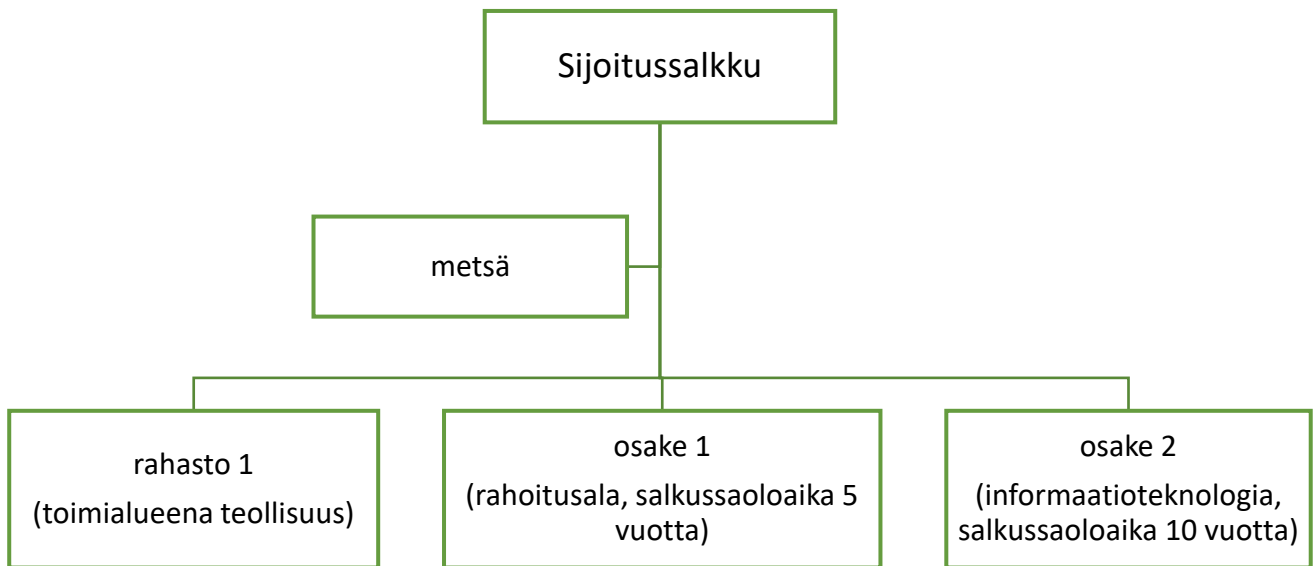 Sijoitussalkku
metsä
rahasto 1
(toimialueena teollisuus)
osake 1
(rahoitusala, salkussaoloaika 5
vuotta)
osake 2
(informaatioteknologia,
salkussaoloaika 10 vuotta)